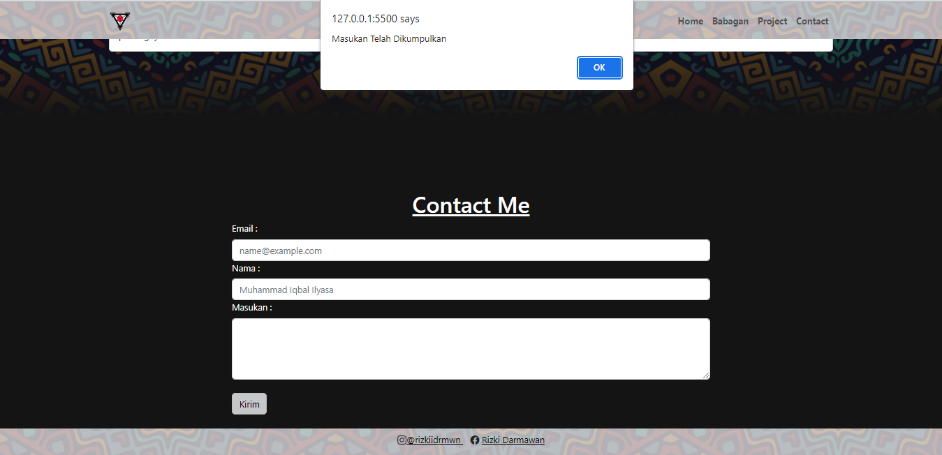 127.0.0.1:5500 says
Masukan Telah Dikumpulkan
OK
Home Babagan Project Contact
Contact Me
Email :
name@example.com
Nama :
Muhammad Iqbal Ilyasa
Masukan :
Kirim
@rizkiidrmwn Rizki Darmawan